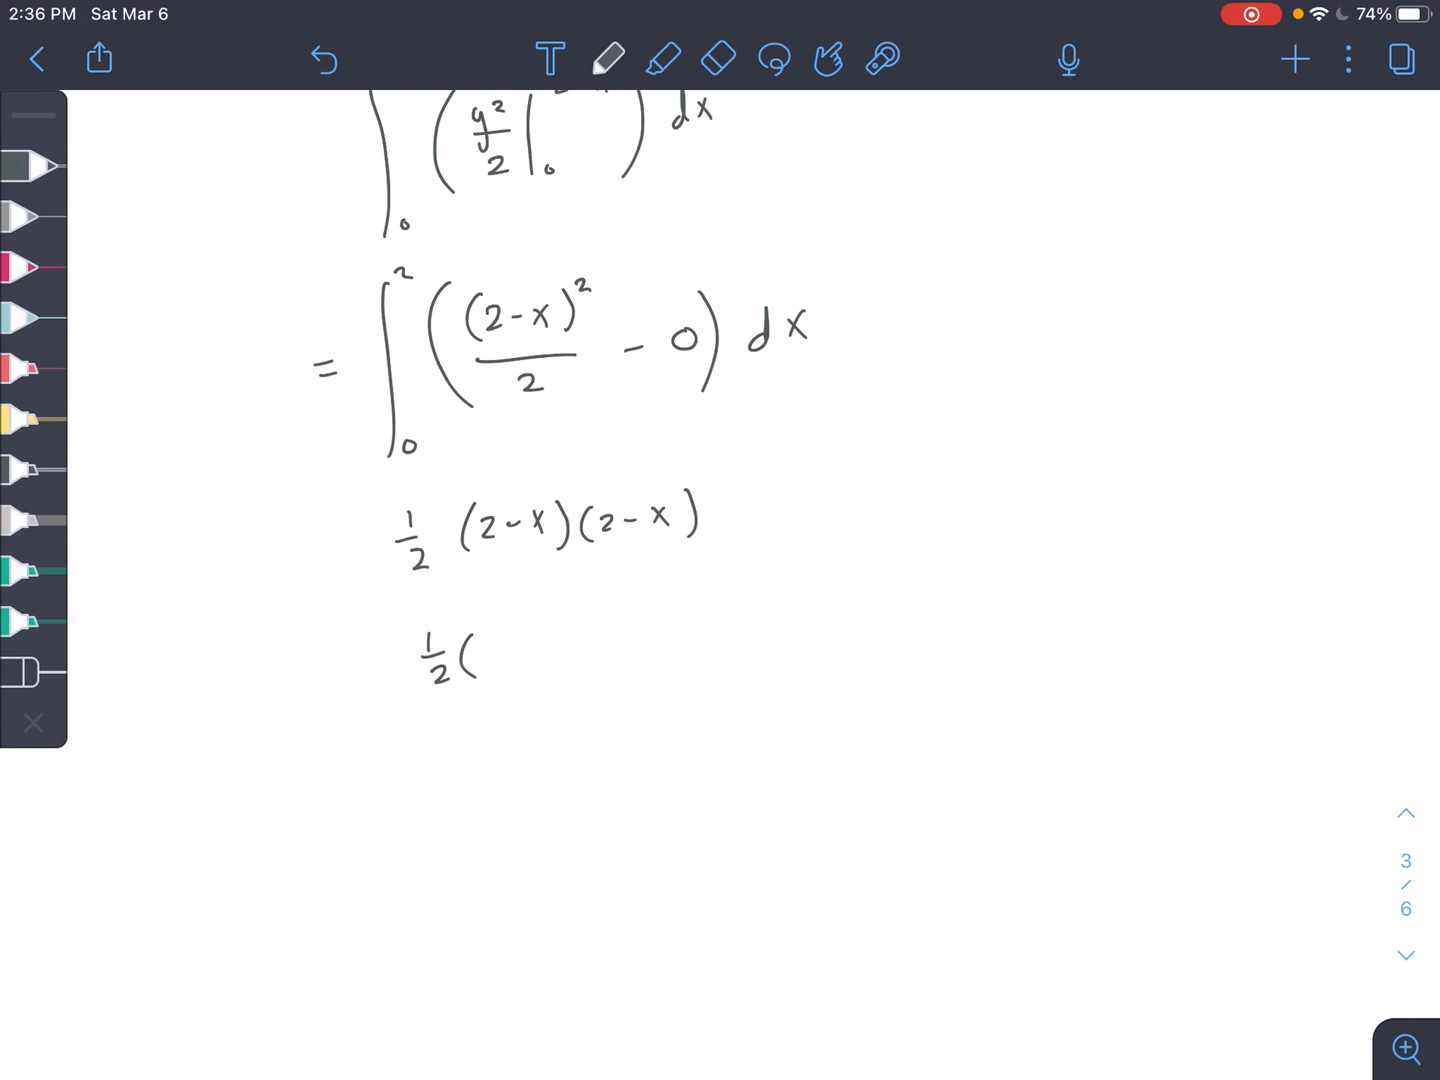 2:36 PM Sat Mar 6 74%
T
( y²/2 |₀ ) dx
0
= ∫₀² ( (2-x)²/2 - 0 ) dx
1/2 (2-x)(2-x)
1/2 (
3
/
6